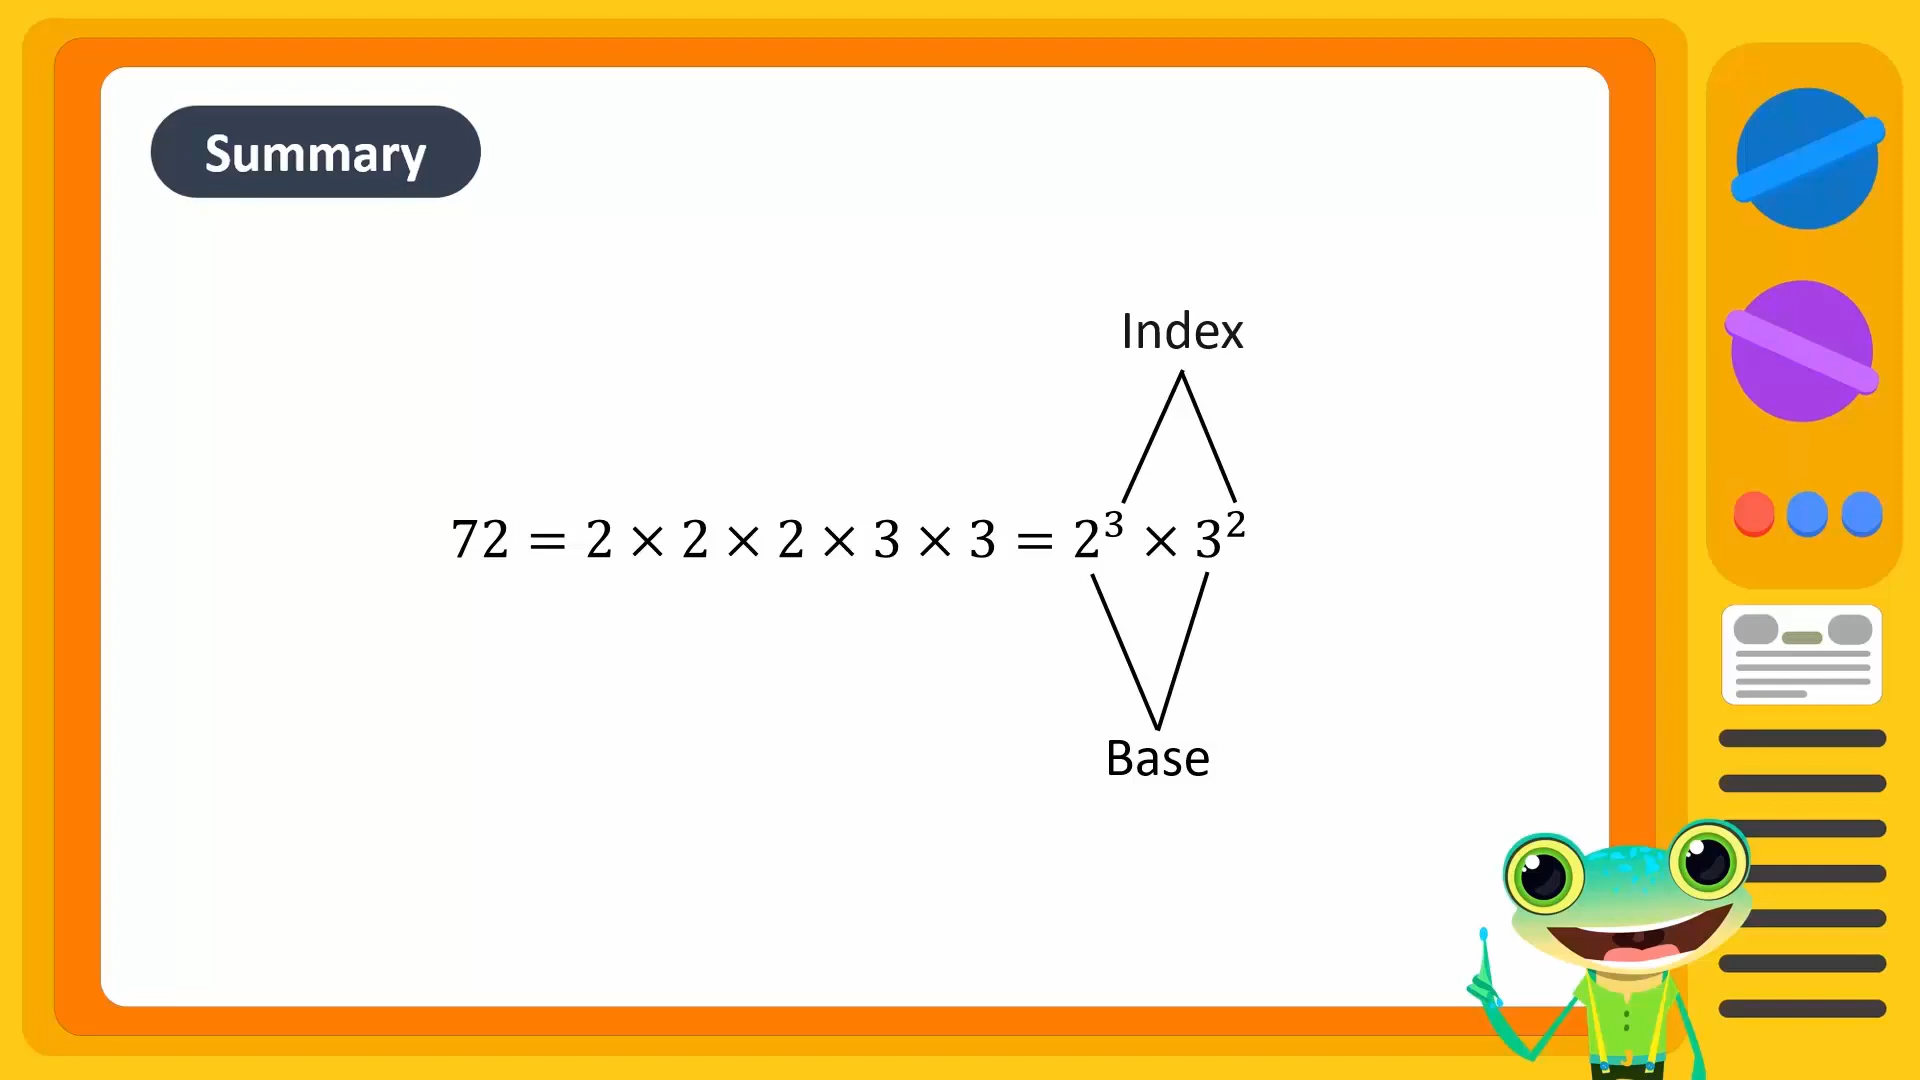 Summary
Index
72 = 2 × 2 × 2 × 3 × 3 = 2³ × 3²
Base